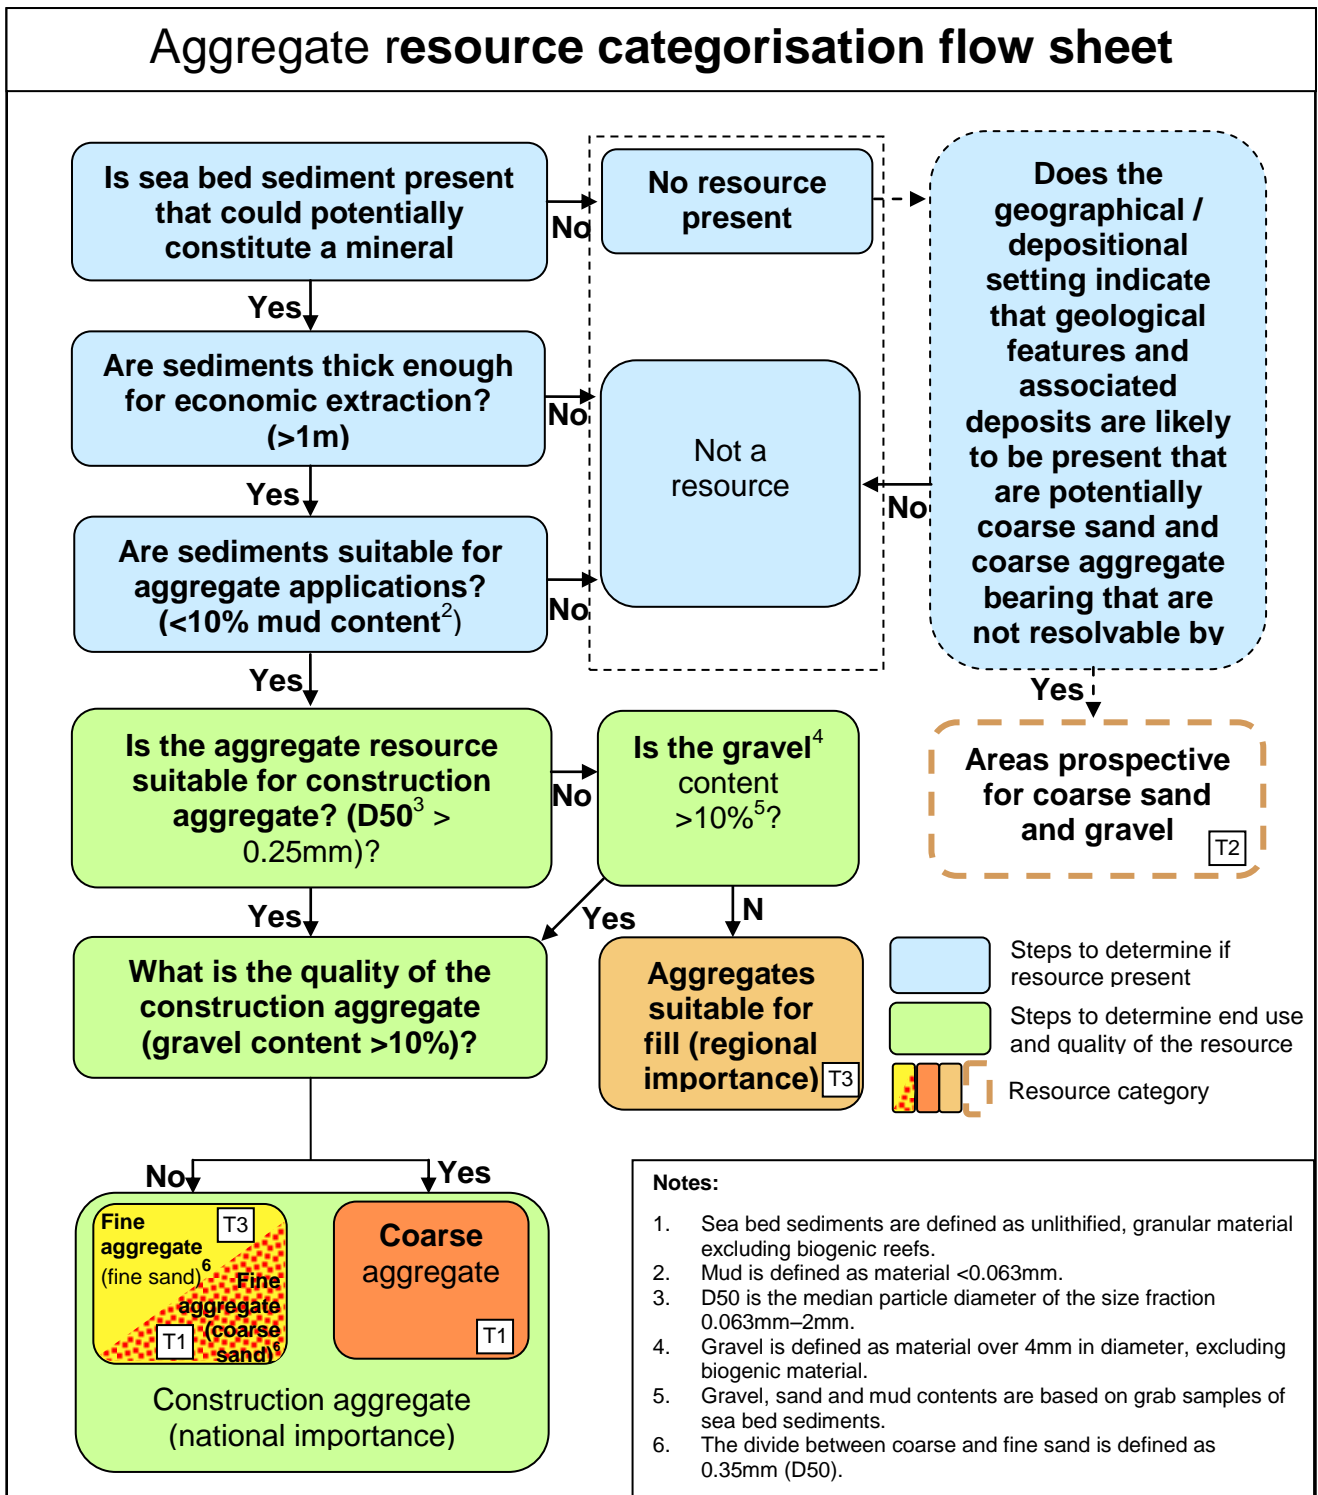 Aggregate resource categorisation flow sheet
Is sea bed sediment present
that could potentially
constitute a mineral
No
No resource
present
Does the
geographical /
depositional
setting indicate
that geological
features and
associated
deposits are likely
to be present that
are potentially
coarse sand and
coarse aggregate
bearing that are
not resolvable by
Yes
Are sediments thick enough
for economic extraction?
(>1m)
No
Not a
resource
No
Yes
Are sediments suitable for
aggregate applications?
(<10% mud content2)
No
Yes
Yes
Is the aggregate resource
suitable for construction
aggregate? (D503 >
0.25mm)?
No
Is the gravel4
content
>10%5?
Areas prospective
for coarse sand
and gravel
T2
Yes
Yes
N
What is the quality of the
construction aggregate
(gravel content >10%)?
Aggregates
suitable for
fill (regional
importance)
T3
Steps to determine if
resource present
Steps to determine end use
and quality of the resource
Resource category
No
Yes
Fine
aggregate
(fine sand)6
T3
Fine
aggregate
(coarse
sand)6
T1
Coarse
aggregate
T1
Construction aggregate
(national importance)
Notes:
1. Sea bed sediments are defined as unlithified, granular material
excluding biogenic reefs.
2. Mud is defined as material <0.063mm.
3. D50 is the median particle diameter of the size fraction
0.063mm–2mm.
4. Gravel is defined as material over 4mm in diameter, excluding
biogenic material.
5. Gravel, sand and mud contents are based on grab samples of
sea bed sediments.
6. The divide between coarse and fine sand is defined as
0.35mm (D50).